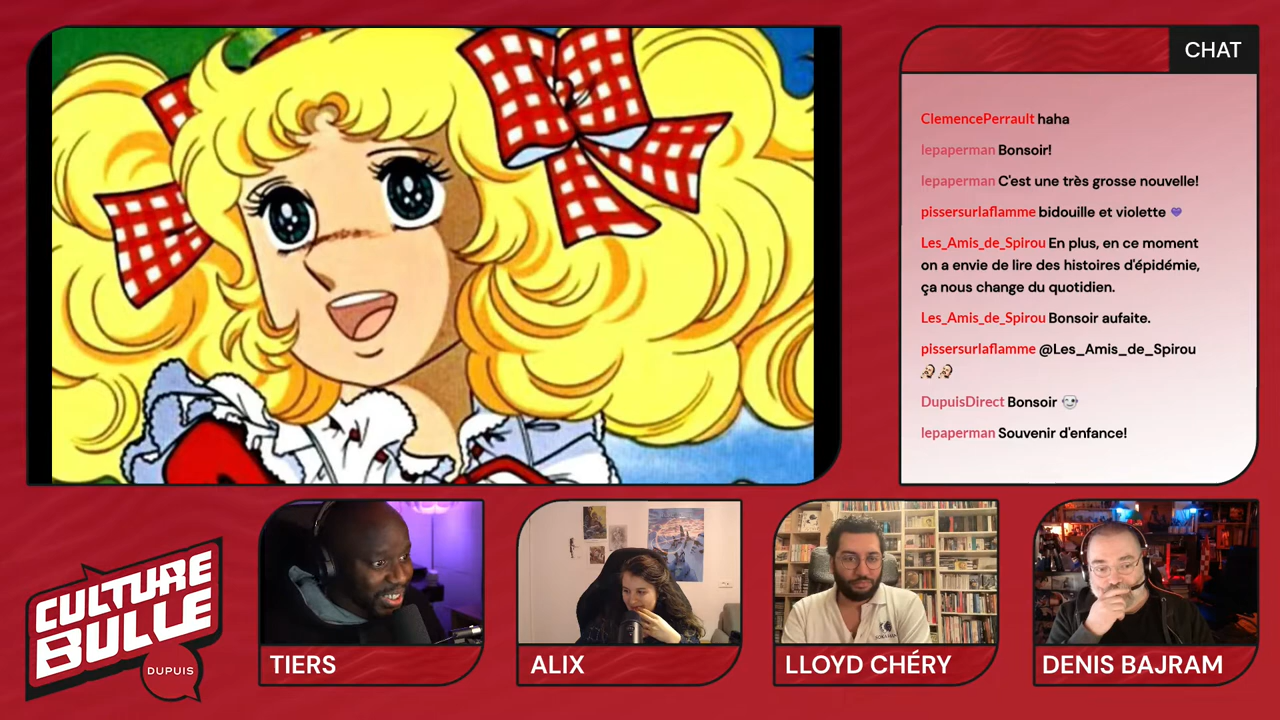 CHAT
ClemencePerrault haha
lepaperman Bonsoir!
lepaperman C'est une très grosse nouvelle!
pissersurlaflamme bidouille et violette
Les_Amis_de_Spirou En plus, en ce moment
on a envie de lire des histoires d'épidémie,
ça nous change du quotidien.
Les_Amis_de_Spirou Bonsoir aufaite.
pissersurlaflamme @Les_Amis_de_Spirou
DupuisDirect Bonsoir
lepaperman Souvenir d'enfance!
CULTURE
BULLE
DUPUIS
TIERS
ALIX
LLOYD CHÉRY
DENIS BAJRAM